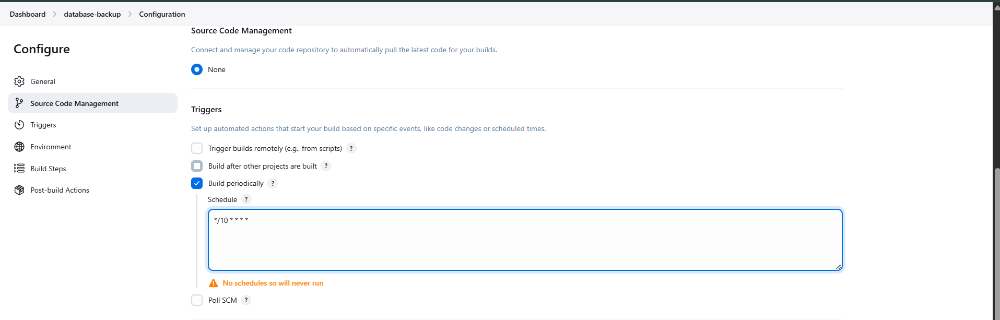 Dashboard > database-backup > Configuration
Configure
General
Source Code Management
Triggers
Environment
Build Steps
Post-build Actions
Source Code Management
Connect and manage your code repository to automatically pull the latest code for your builds.
None
Triggers
Set up automated actions that start your build based on specific events, like code changes or scheduled times.
Trigger builds remotely (e.g., from scripts) ?
Build after other projects are built ?
Build periodically ?
Schedule ?
*/10 * * * *
No schedules so will never run
Poll SCM ?